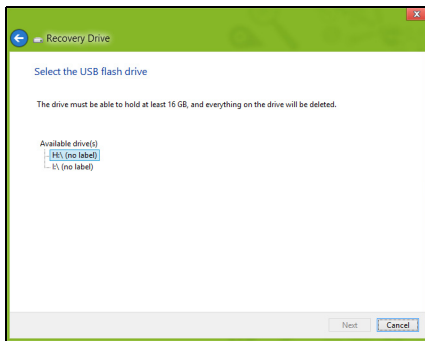 Recovery Drive
Select the USB flash drive
The drive must be able to hold at least 16 GB, and everything on the drive will be deleted.
Available drive(s)
H:\ (no label)
I:\ (no label)
Next
Cancel